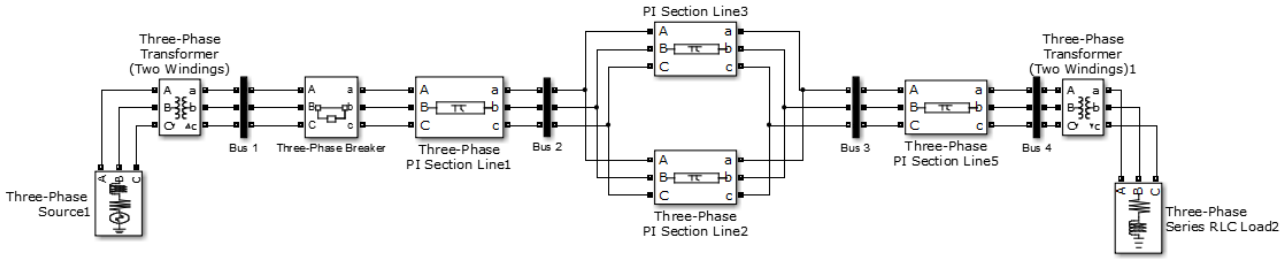 PI Section Line3
Three-Phase
Transformer
(Two Windings)
A a
B b
C c
Bus 1
A a
B b
C c
Three-Phase Breaker
A a
B b
C c
Three-Phase
PI Section Line1
Bus 2
A a
B b
C c
A a
B b
C c
Three-Phase
PI Section Line2
Bus 3
A a
B b
C c
Three-Phase
PI Section Line5
Bus 4
Three-Phase
Transformer
(Two Windings)1
A a
B b
C c
Three-Phase
Source1
A B C
A B C
Three-Phase
Series RLC Load2